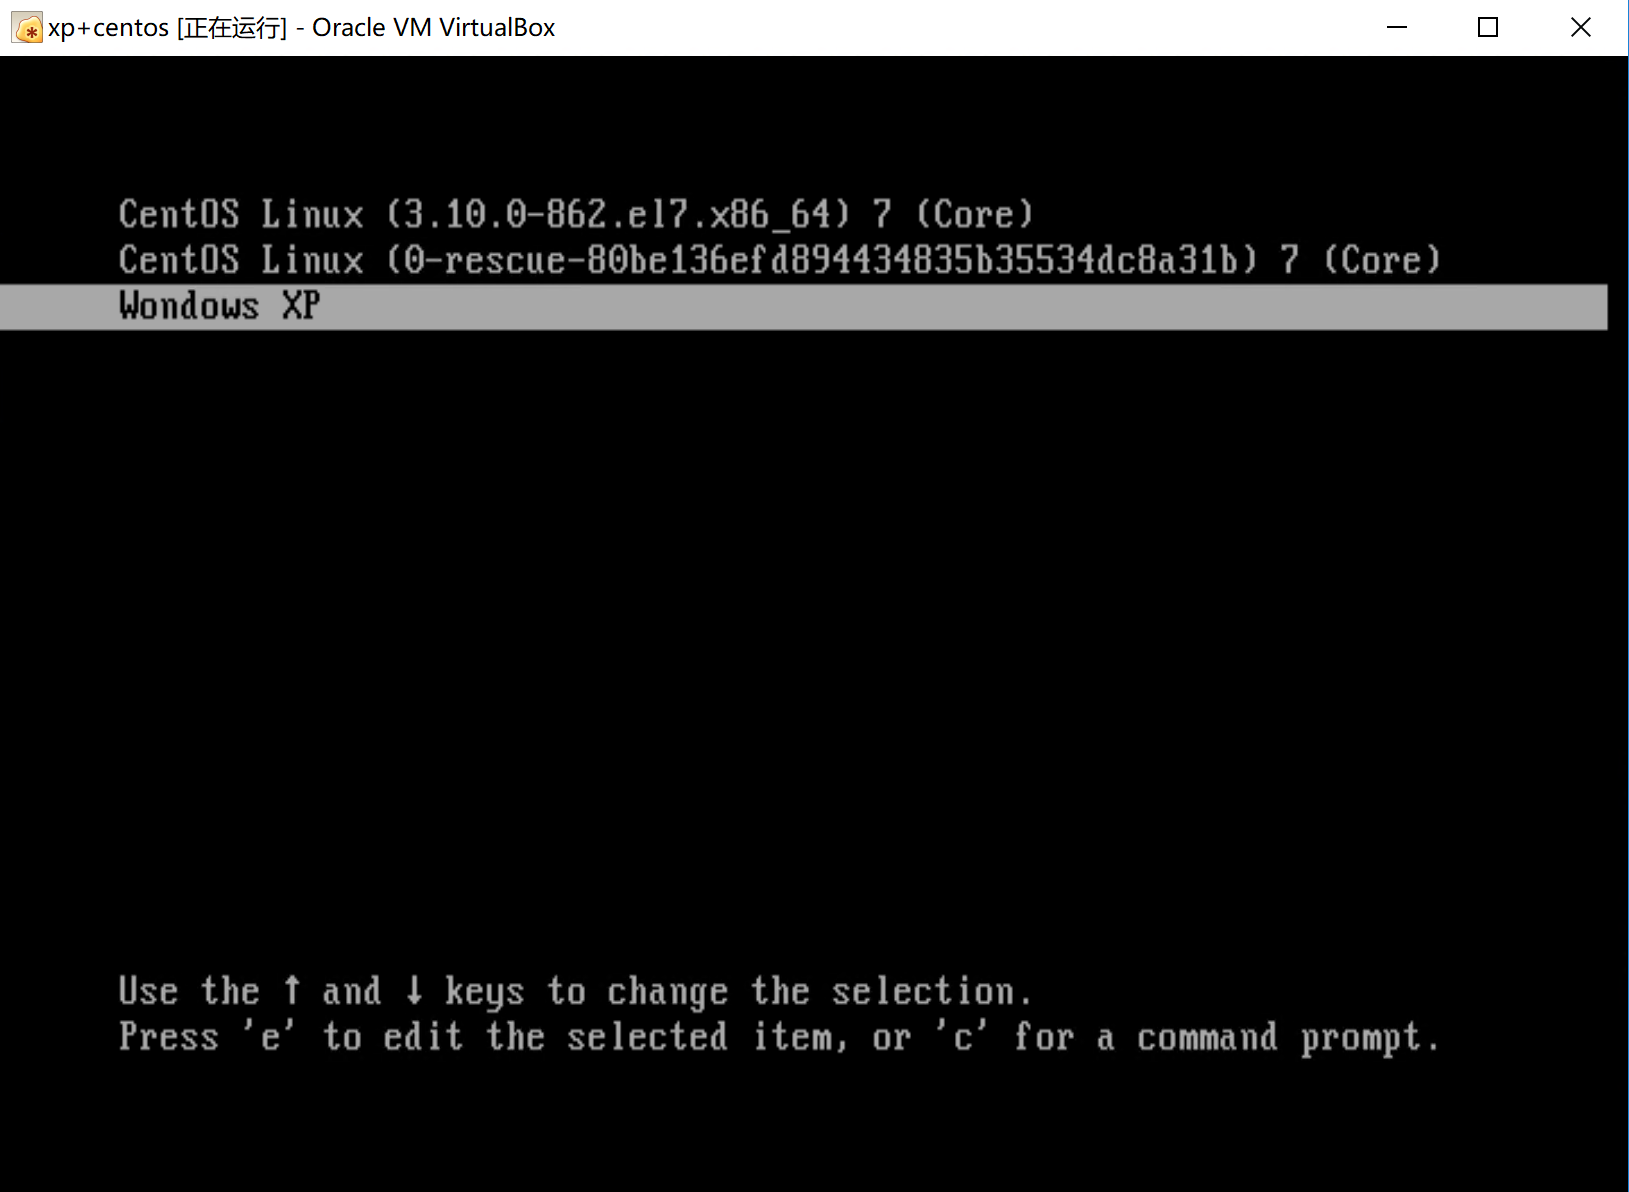 xp+centos [正在运行] - Oracle VM VirtualBox
CentOS Linux (3.10.0-862.el7.x86_64) 7 (Core)
CentOS Linux (0-rescue-80be136efd894434835b35534dc8a31b) 7 (Core)
Wondows XP
Use the ↑ and ↓ keys to change the selection.
Press 'e' to edit the selected item, or 'c' for a command prompt.